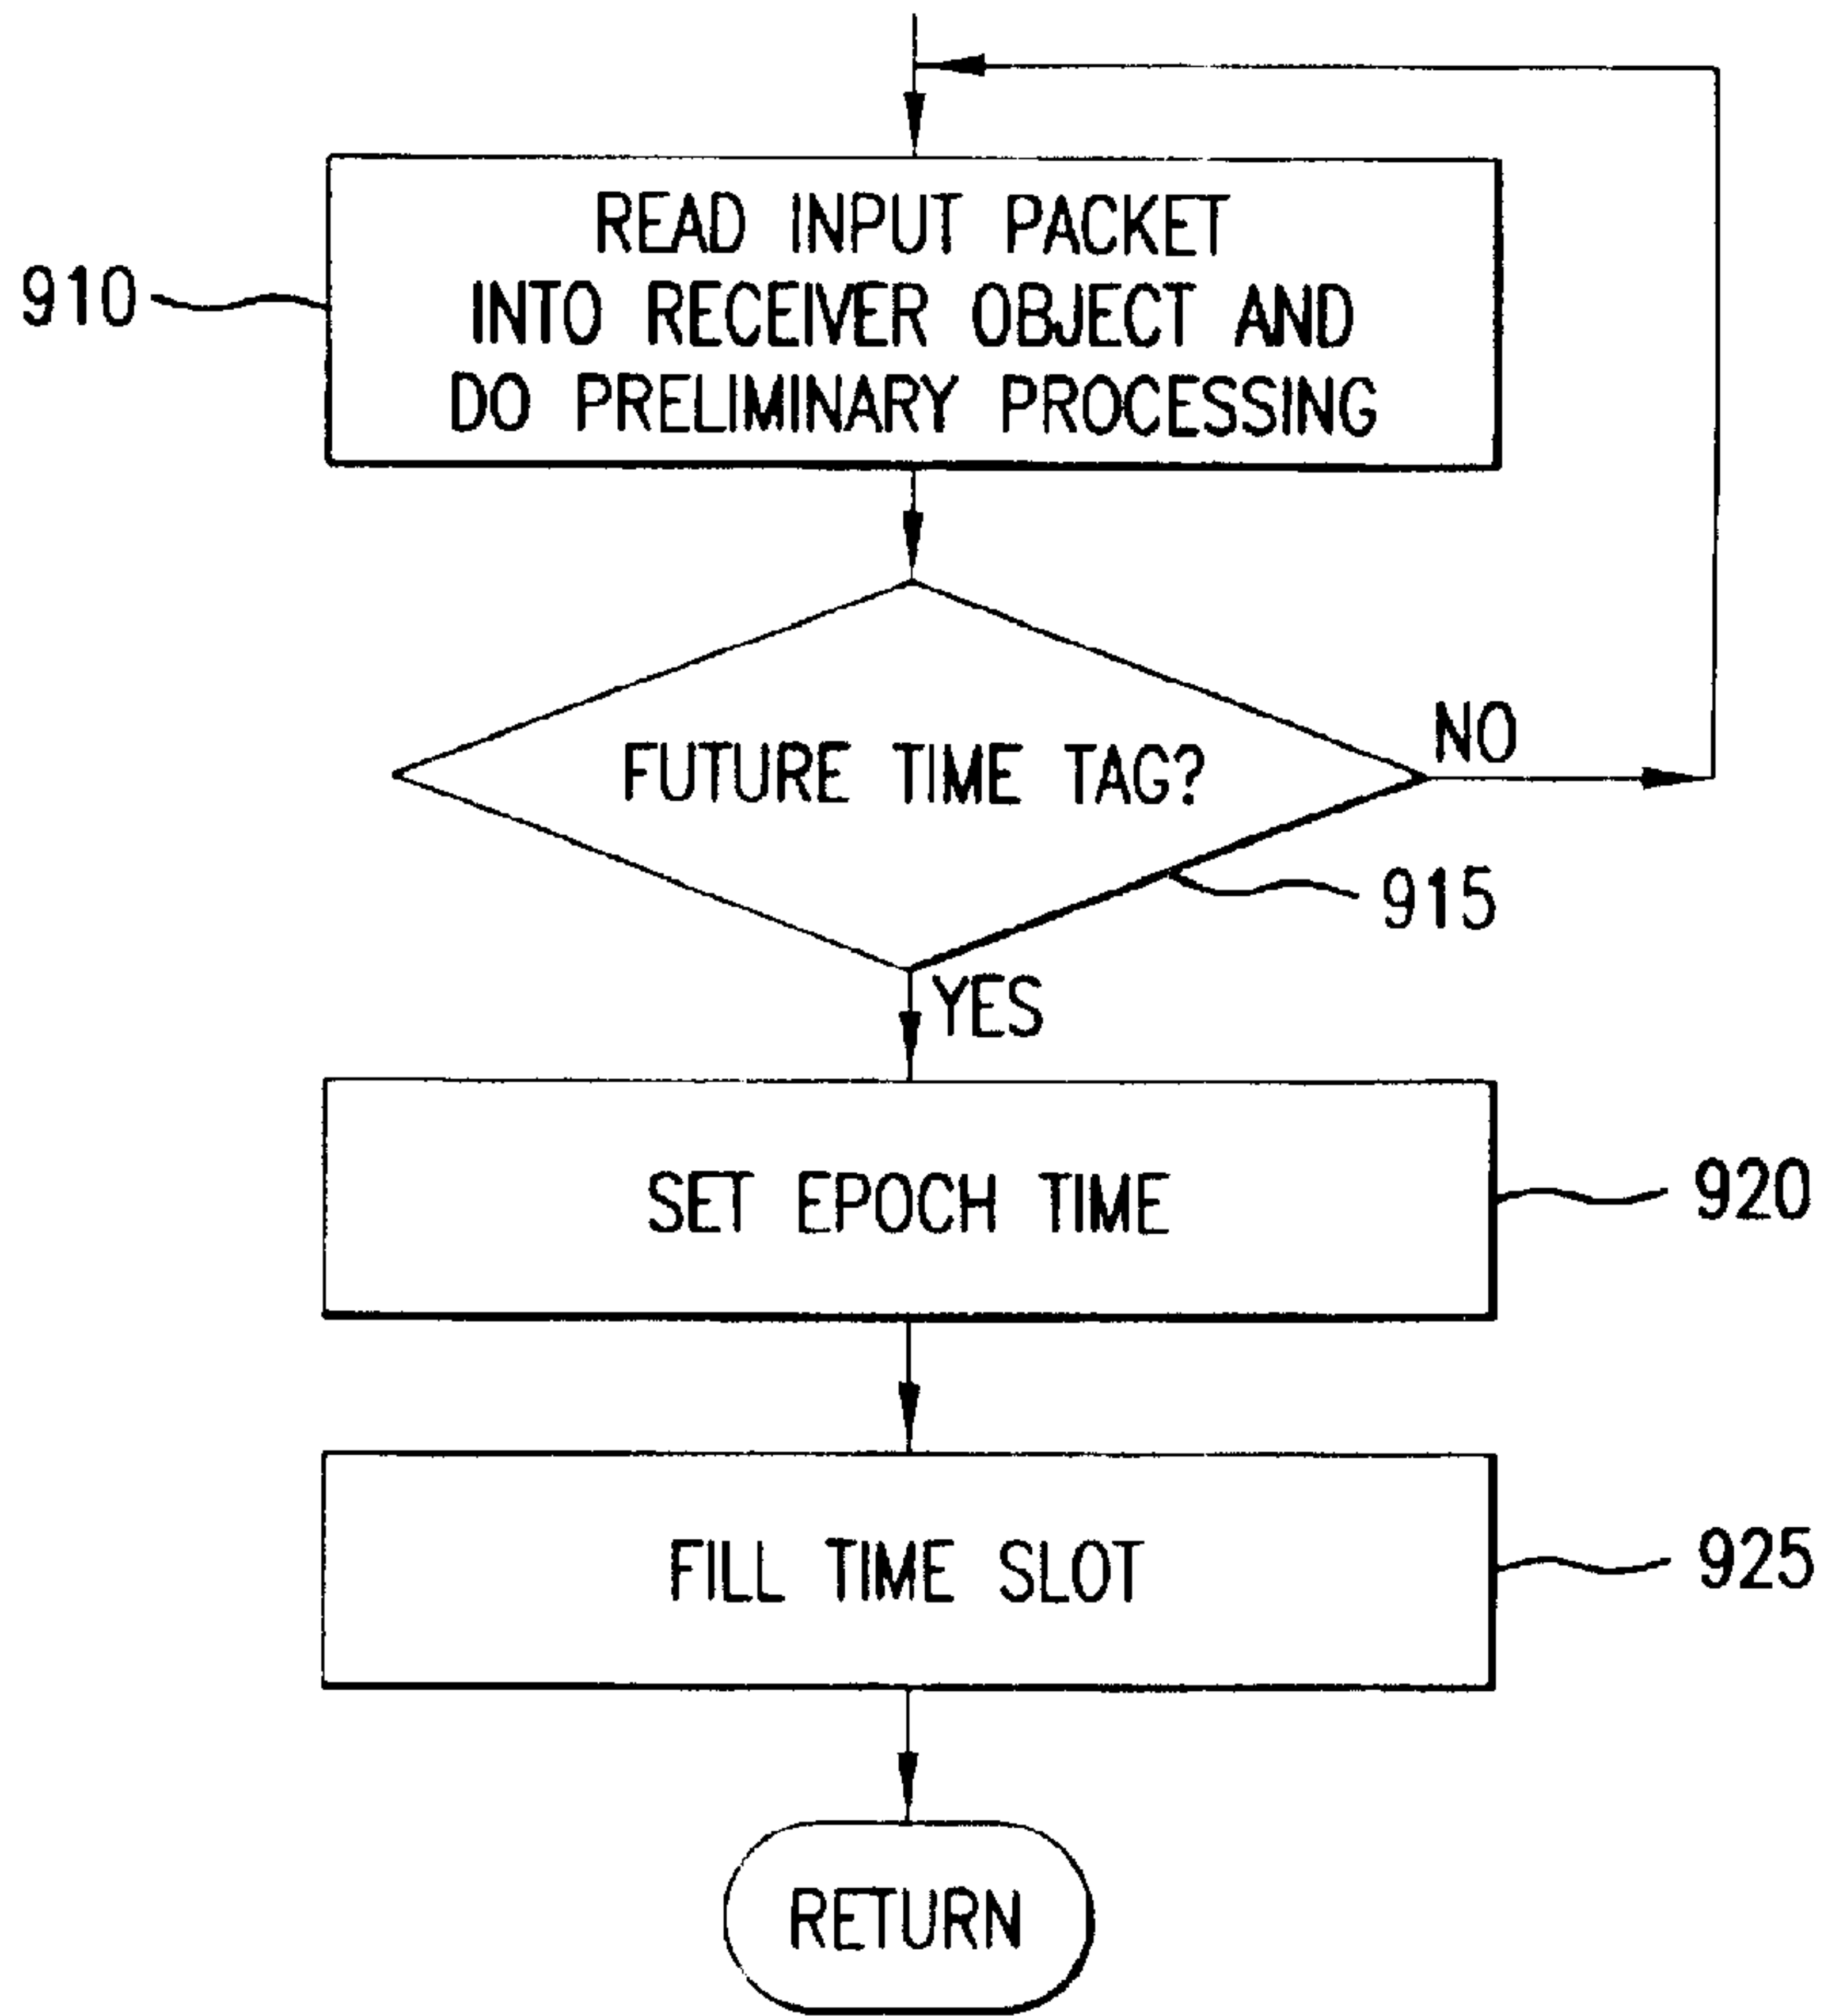 READ INPUT PACKET
INTO RECEIVER OBJECT AND
DO PRELIMINARY PROCESSING
910
FUTURE TIME TAG?
NO
915
YES
SET EPOCH TIME
920
FILL TIME SLOT
925
RETURN